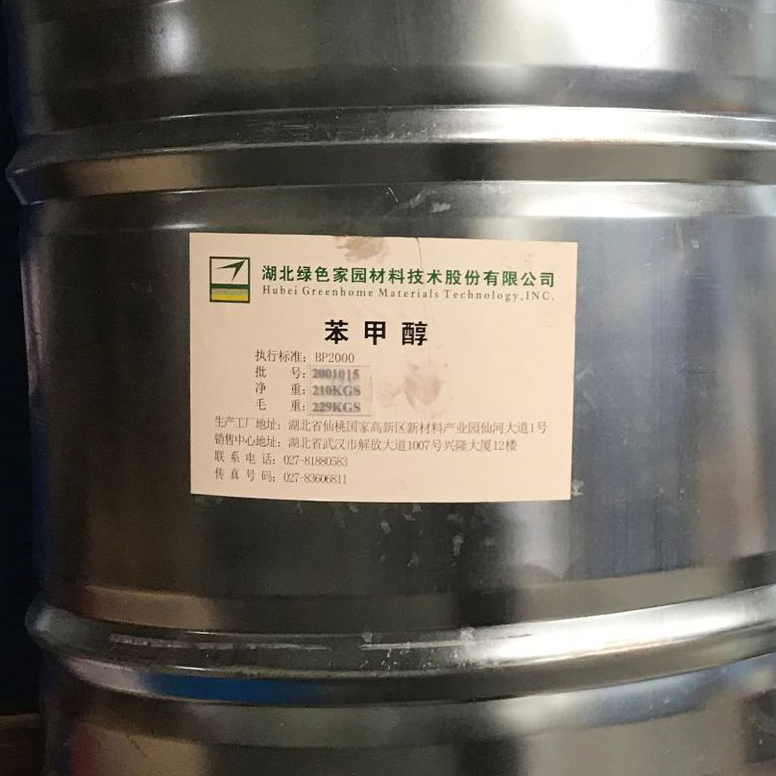 湖北绿色家园材料技术股份有限公司
Hubei Greenhome Materials Technology,INC.
苯甲醇
执行标准：BP2000
批 号：2001015
净 重：210KGS
毛 重：229KGS
生产工厂地址：湖北省仙桃国家高新区新材料产业园仙河大道1号
销售中心地址：湖北省武汉市解放大道1007号兴隆大厦12楼
联系电话：027-81880583
传真号码：027-83606811